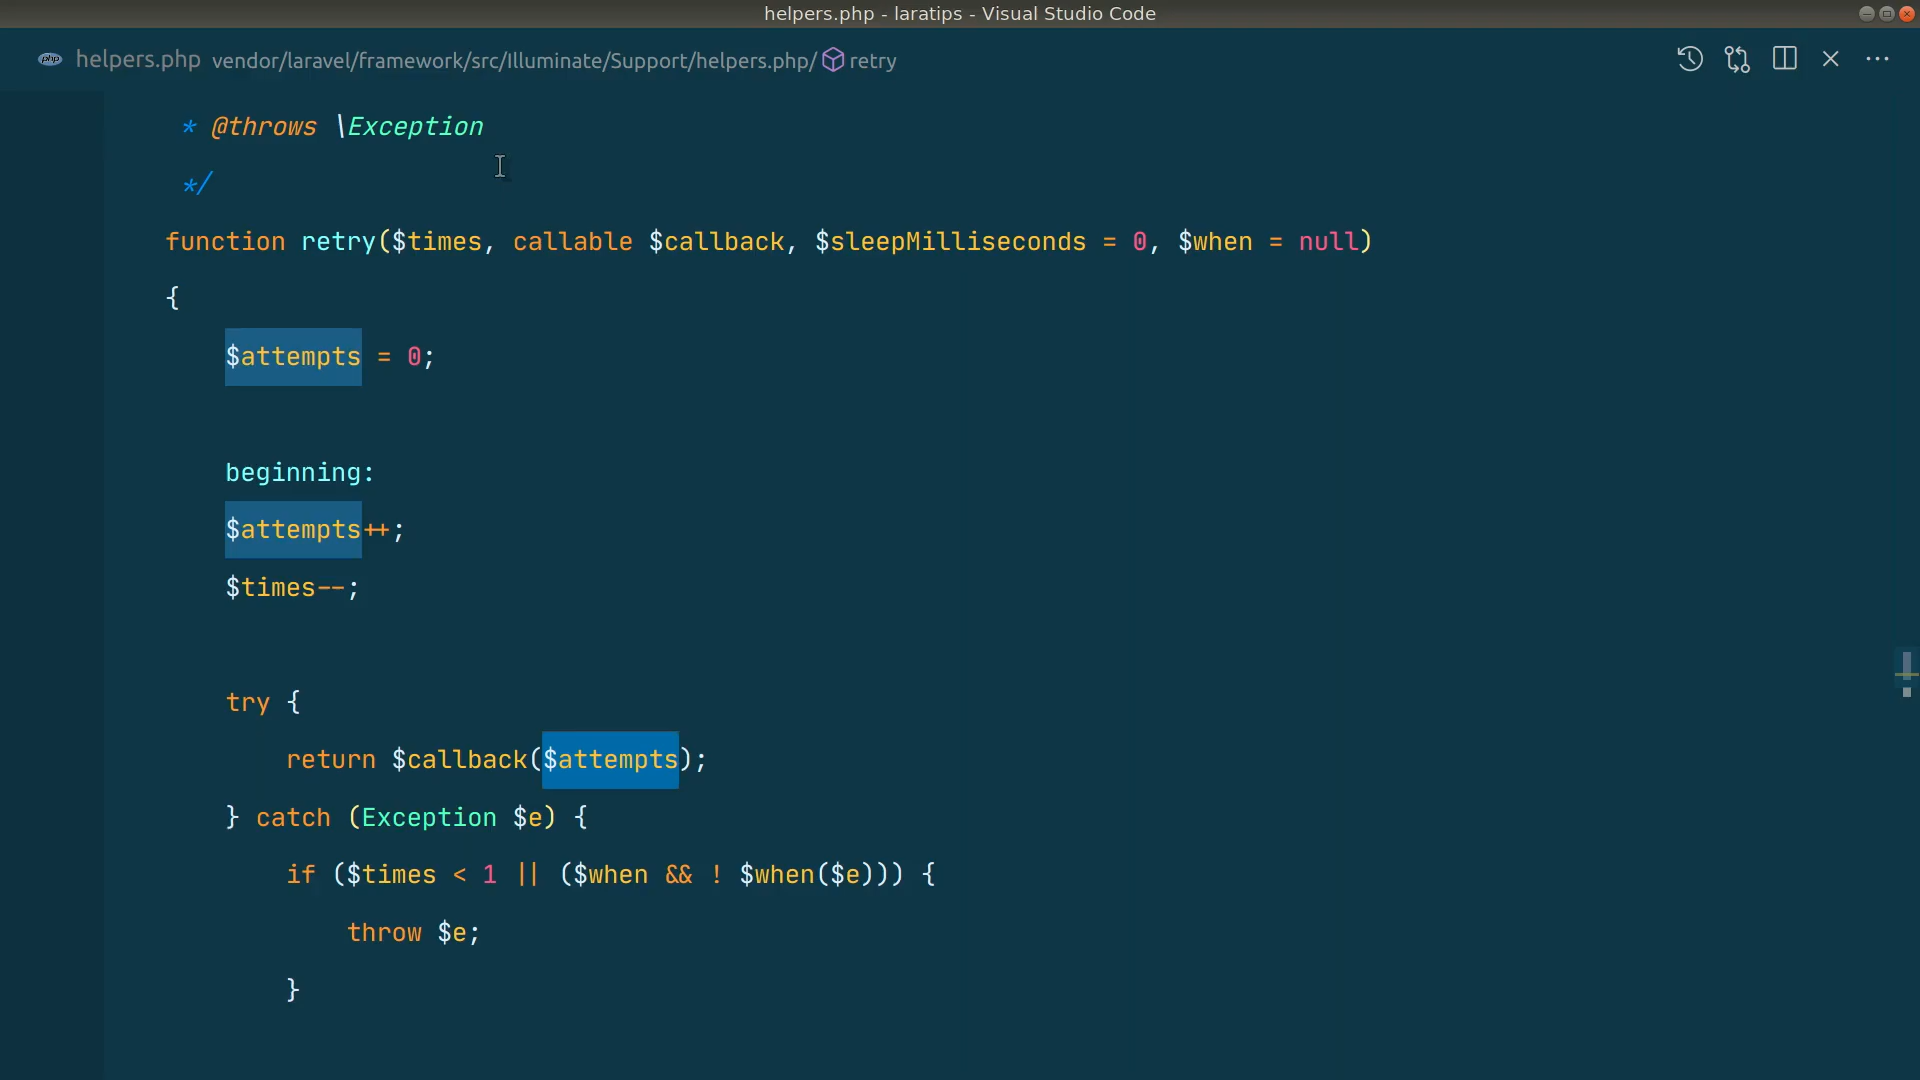 helpers.php - laratips - Visual Studio Code
php helpers.php vendor/laravel/framework/src/Illuminate/Support/helpers.php/ retry
* @throws \Exception
*/
function retry($times, callable $callback, $sleepMilliseconds = 0, $when = null)
{
$attempts = 0;
beginning:
$attempts++;
$times--;
try {
return $callback($attempts);
} catch (Exception $e) {
if ($times < 1 || ($when && ! $when($e))) {
throw $e;
}